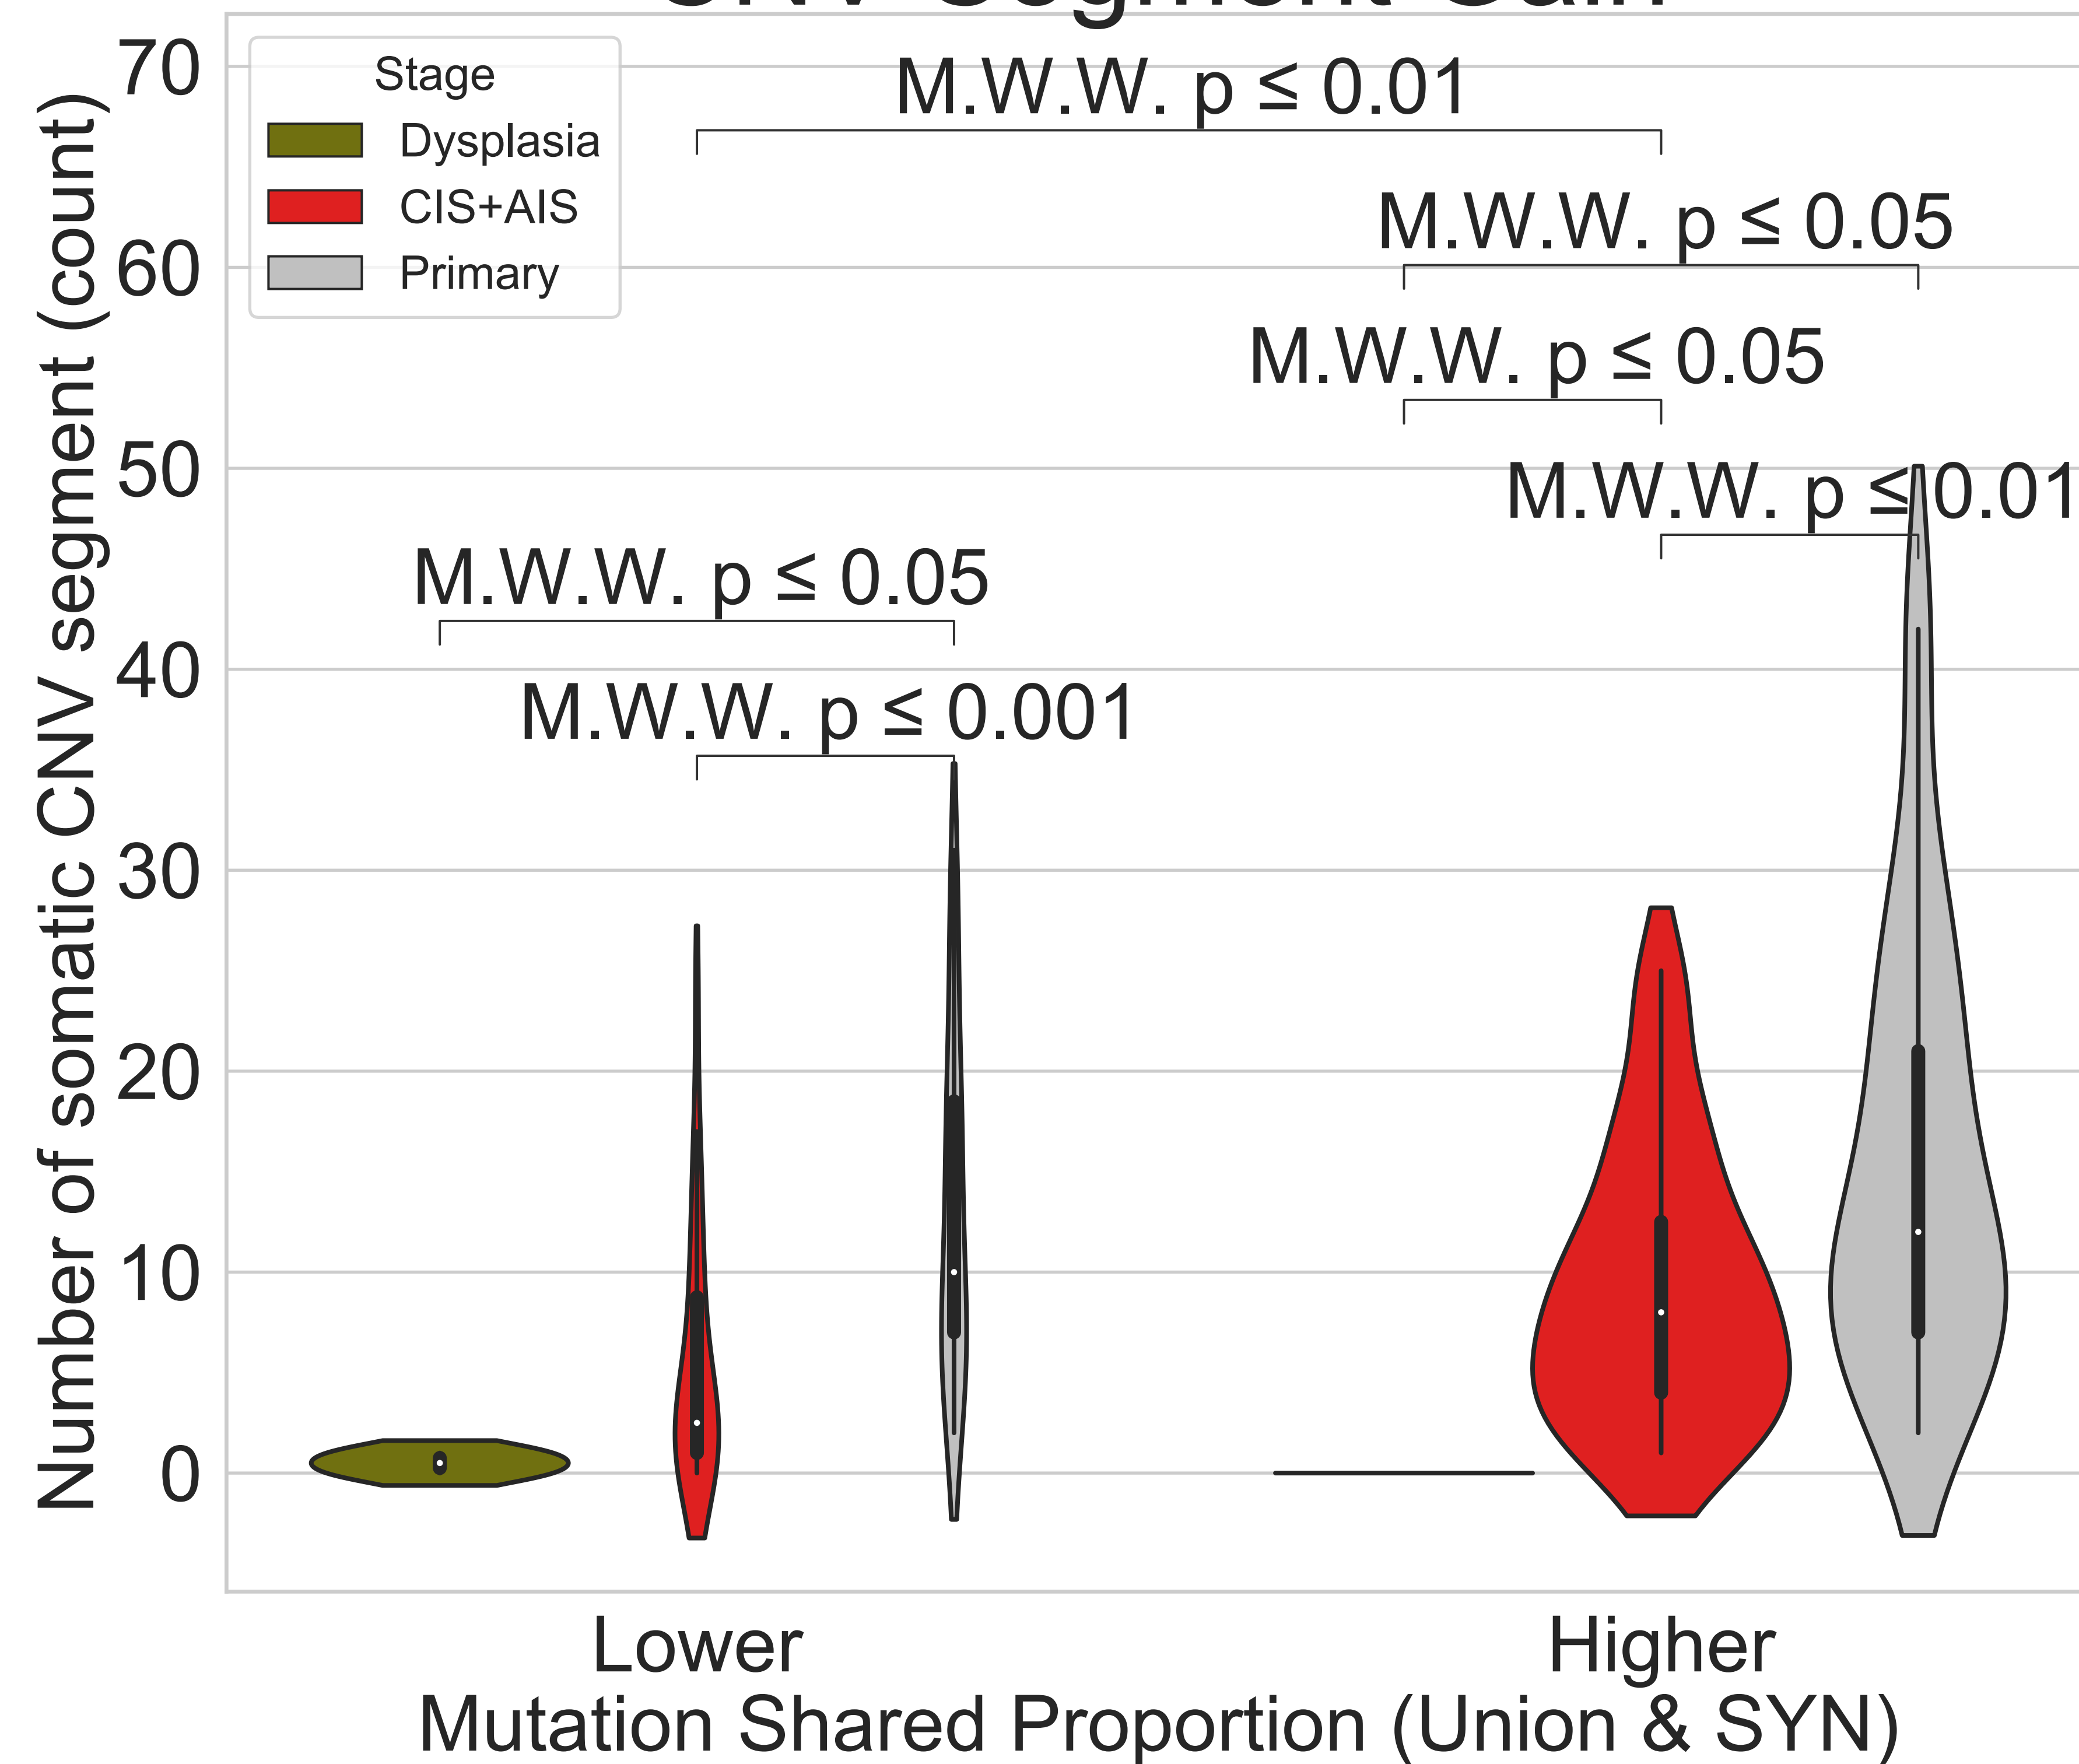 70
60
50
40
30
20
10
0
Number of somatic CNV segment (count)
Stage
Dysplasia
CIS+AIS
Primary
M.W.W. p ≤ 0.01
M.W.W. p ≤ 0.05
M.W.W. p ≤ 0.05
M.W.W. p ≤ 0.01
M.W.W. p ≤ 0.05
M.W.W. p ≤ 0.001
Lower
Higher
Mutation Shared Proportion (Union & SYN)